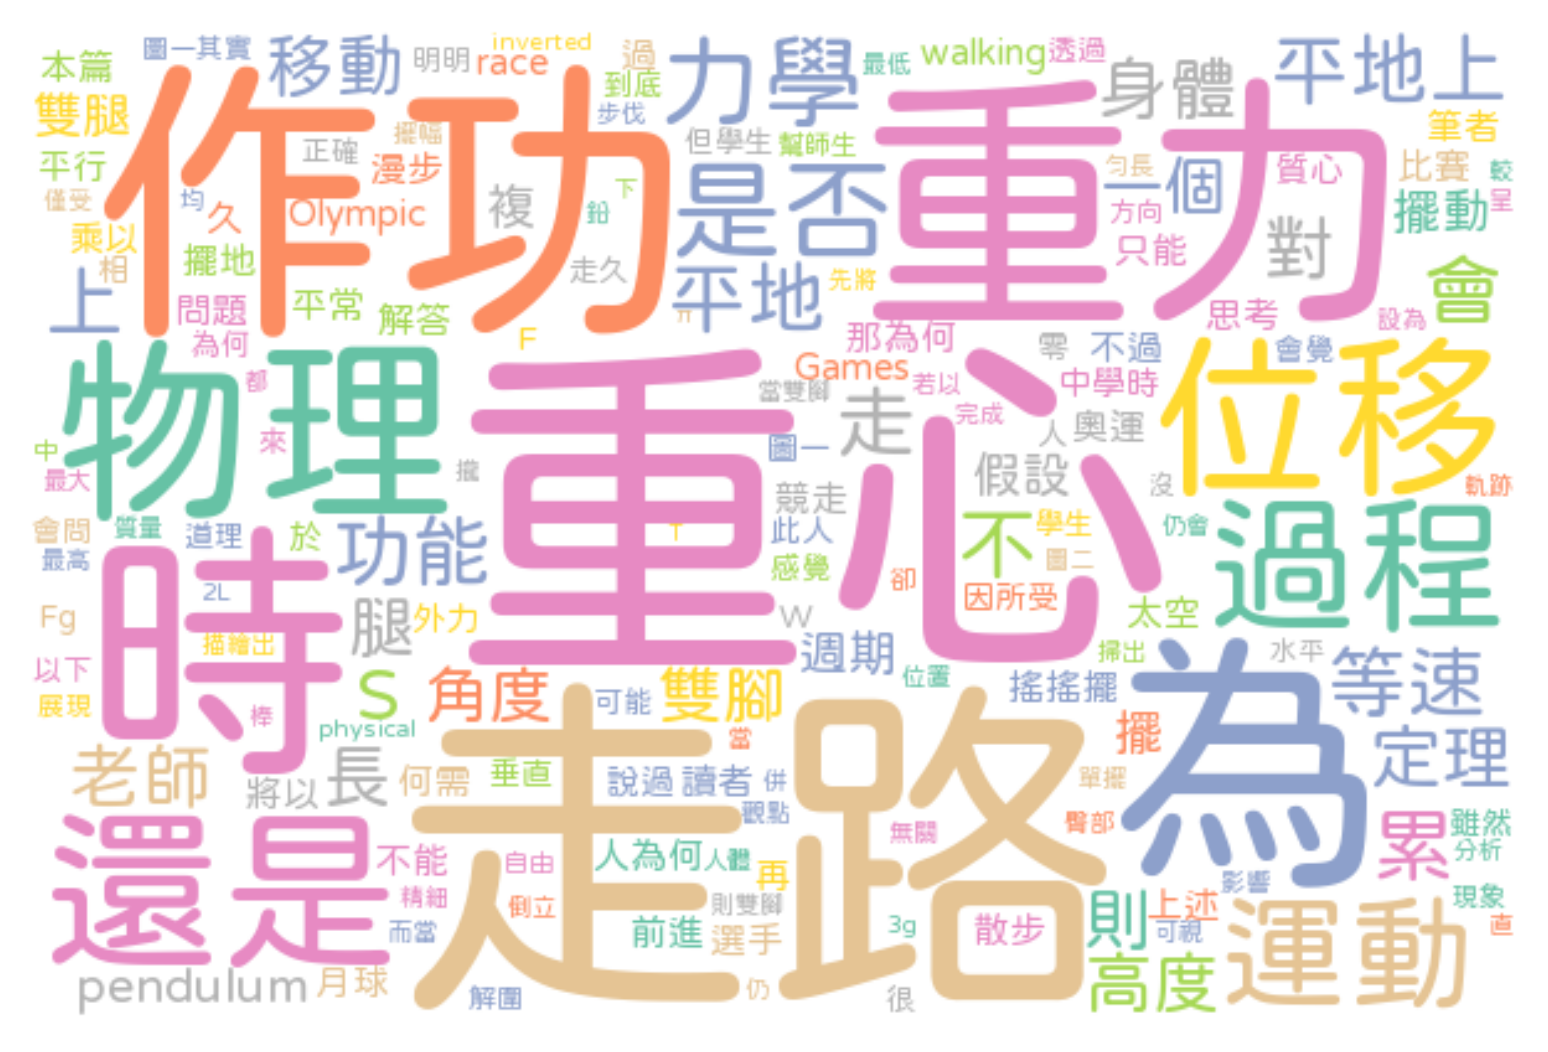 圖一其實 移動 明明 inverted race 過 到底 力學 最低 walking 透過 身體 平地上
本篇 雙腿 作功 步伐 重力 筆者
平行 正確 擺幅 漫步 但學生 幫師生 是否 勻長 一個 質心 比賽 較
僅受 均 久 Olympic 複 鉛 下 方向 擺動 呈
乘以 相 擺地 走久 平地 先將 只能 對 會
上 問題 平常 解答 π 思考 設為
為何 F 那為何 零 不過 會覺
物理 都 重心 Games 當雙腳 若以 中學時 位移
中 來 圖一 走 完成 人 奧運
最大 攏 競走 假設 沒 軌跡
會問 質量 道理 於 功能 T 此人 不 學生 仍會 過程
最高 時 2L 感覺 卻 圖二 因所受
Fg 描繪出 腿 外力 W 週期 太空 掃出 水平
以下 S 角度 雙腳 位置 搖搖擺 為 等速
展現 棒 physical 可能 當 擺 定理
老師 將以 長 何需 垂直 說過 讀者 併 單擺
還是 走路 觀點 無關 臀部 累 雖然
不能 自由 人為何 人體 再 分析
精細 倒立 則雙腳 影響 現象
而當 前進 選手 3g 散步 則 上述 可視 運動 直
pendulum 月球 解圍 仍 很 高度